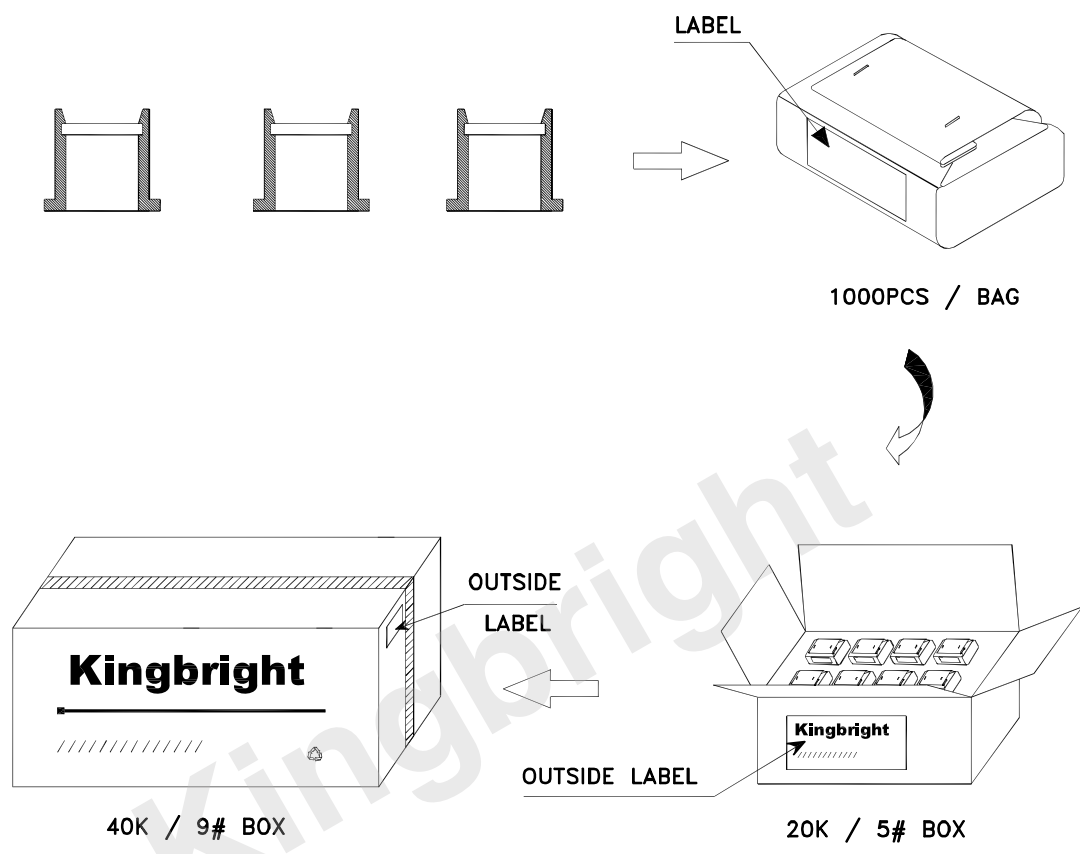 LABEL
1000PCS / BAG
OUTSIDE
LABEL
Kingbright
Kingbright
OUTSIDE LABEL
40K / 9# BOX
20K / 5# BOX
Kingbright